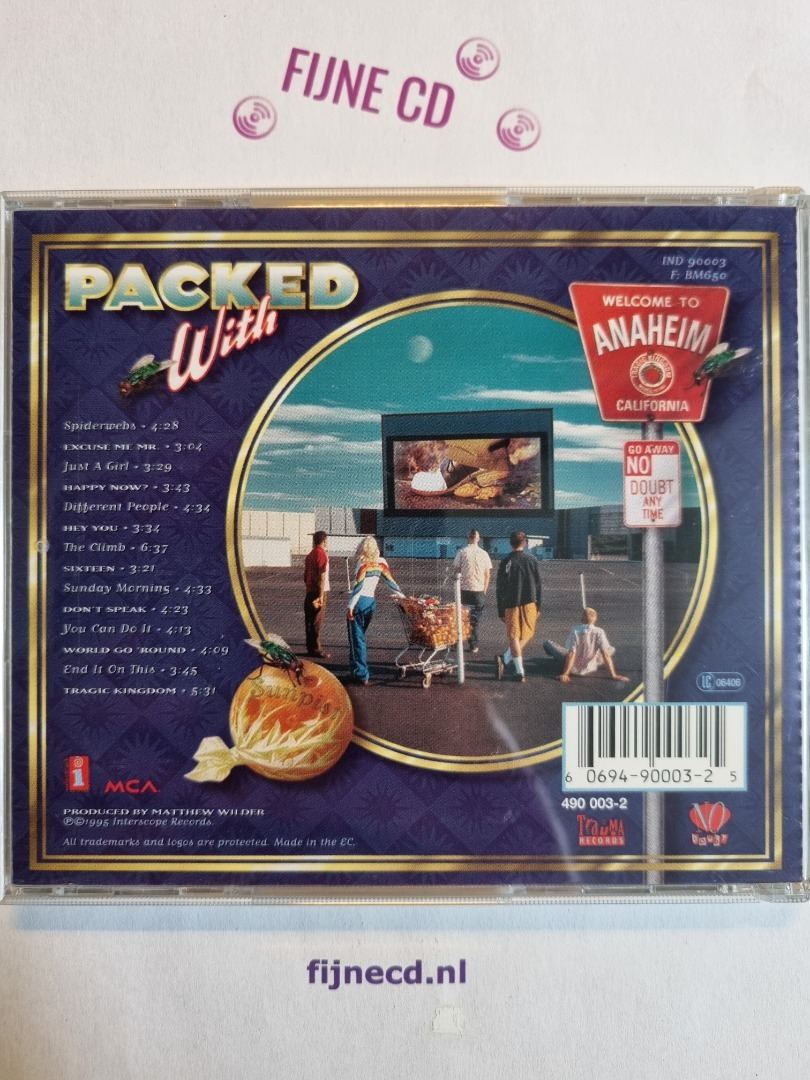 FIJNE CD
PACKED
With
IND 90003
F: BM650
WELCOME TO
ANAHEIM
CALIFORNIA
GO AWAY
NO
DOUBT
ANY
TIME
Spiderwebs • 4:28
EXCUSE ME MR. • 3:04
Just A Girl • 3:29
HAPPY NOW? • 3:43
Different People • 4:34
HEY YOU • 3:34
The Climb • 6:37
SIXTEEN • 3:21
Sunday Morning • 4:33
DON'T SPEAK • 4:23
You Can Do It • 4:13
WORLD GO 'ROUND • 4:09
End It On This • 3:45
TRAGIC KINGDOM • 5:31
Sunpist
LC 06406
6 0694-90003-2 5
490 003-2
i
MCA
PRODUCED BY MATTHEW WILDER
℗©1995 Interscope Records.
All trademarks and logos are protected. Made in the EC.
TRAUMA
RECORDS
NO
DOUBT
fijnecd.nl